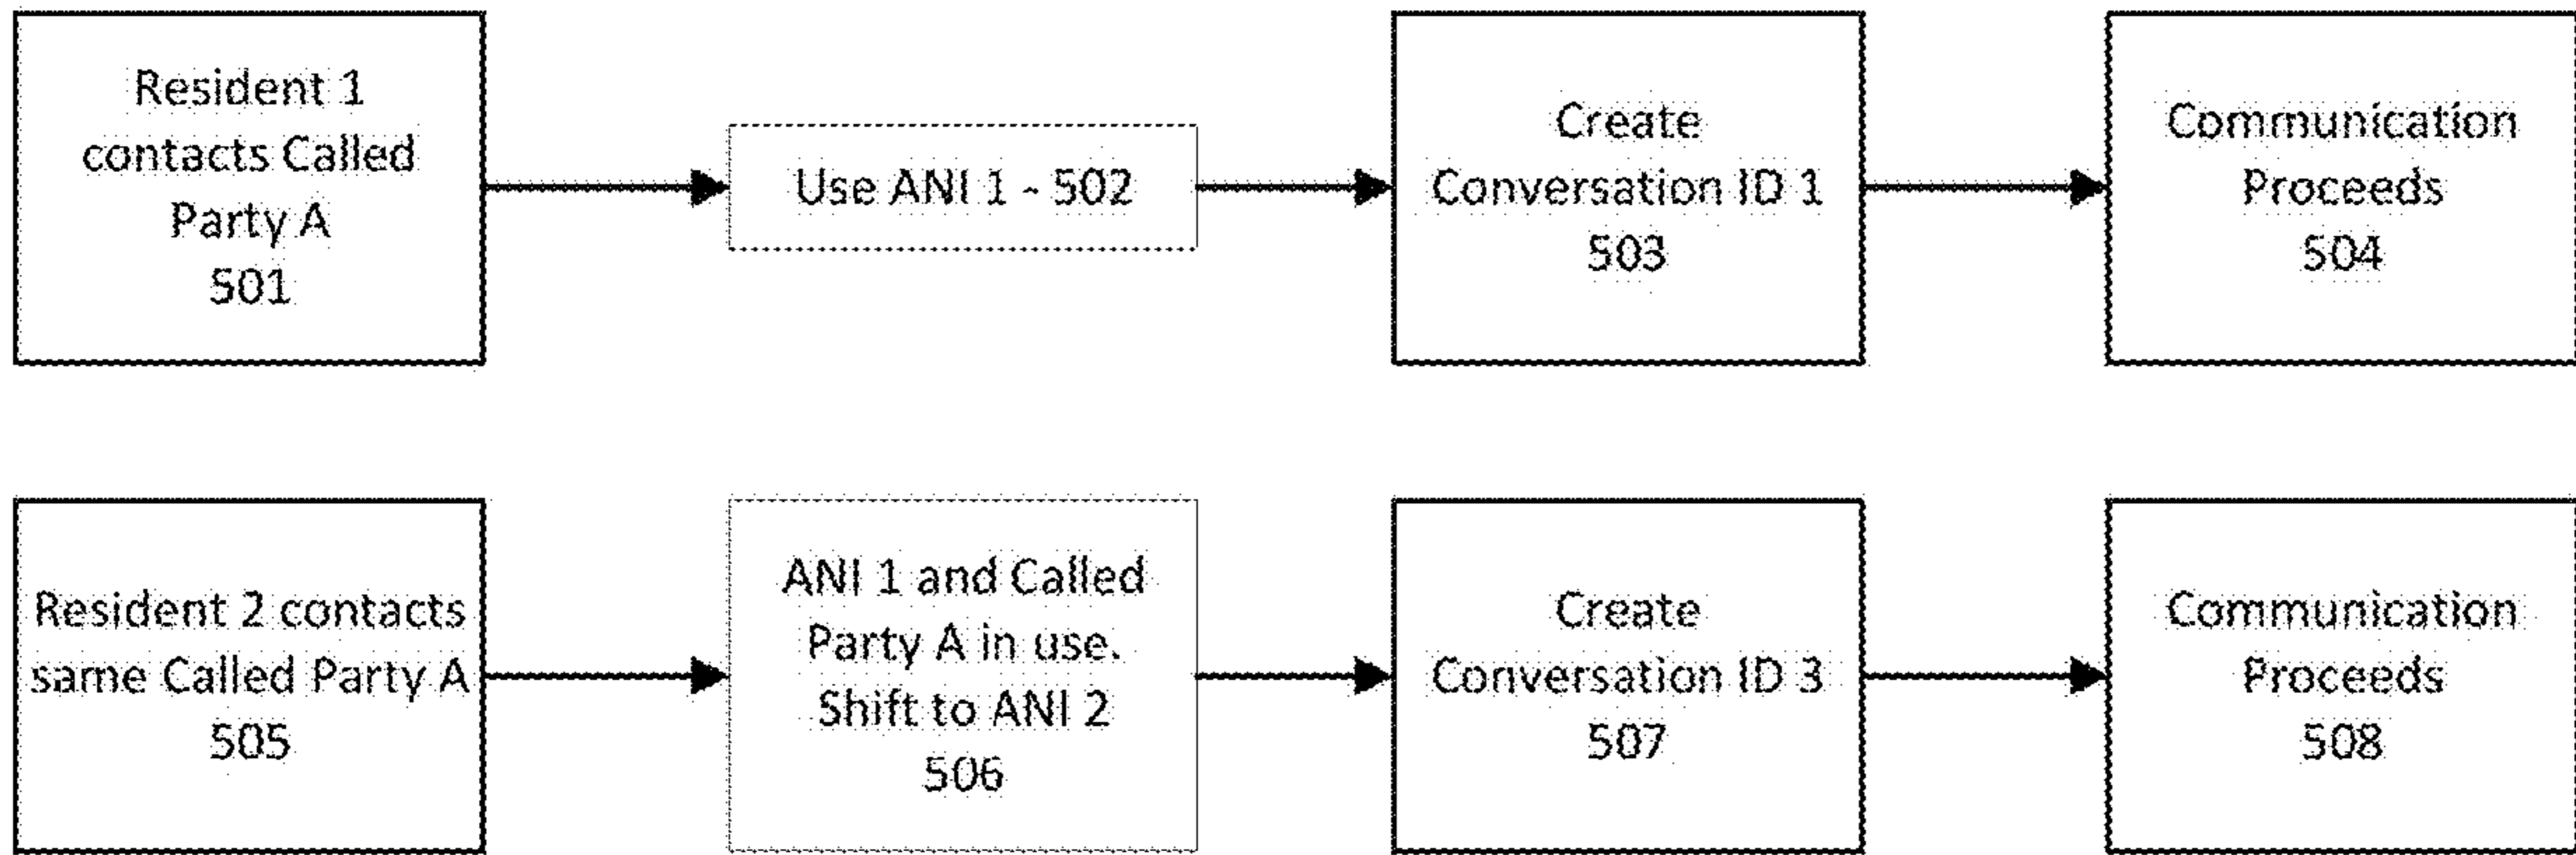 Resident 1
contacts Called
Party A
501
Use ANI 1 - 502
Create
Conversation ID 1
503
Communication
Proceeds
504
Resident 2 contacts
same Called Party A
505
ANI 1 and Called
Party A in use.
Shift to ANI 2
506
Create
Conversation ID 3
507
Communication
Proceeds
508